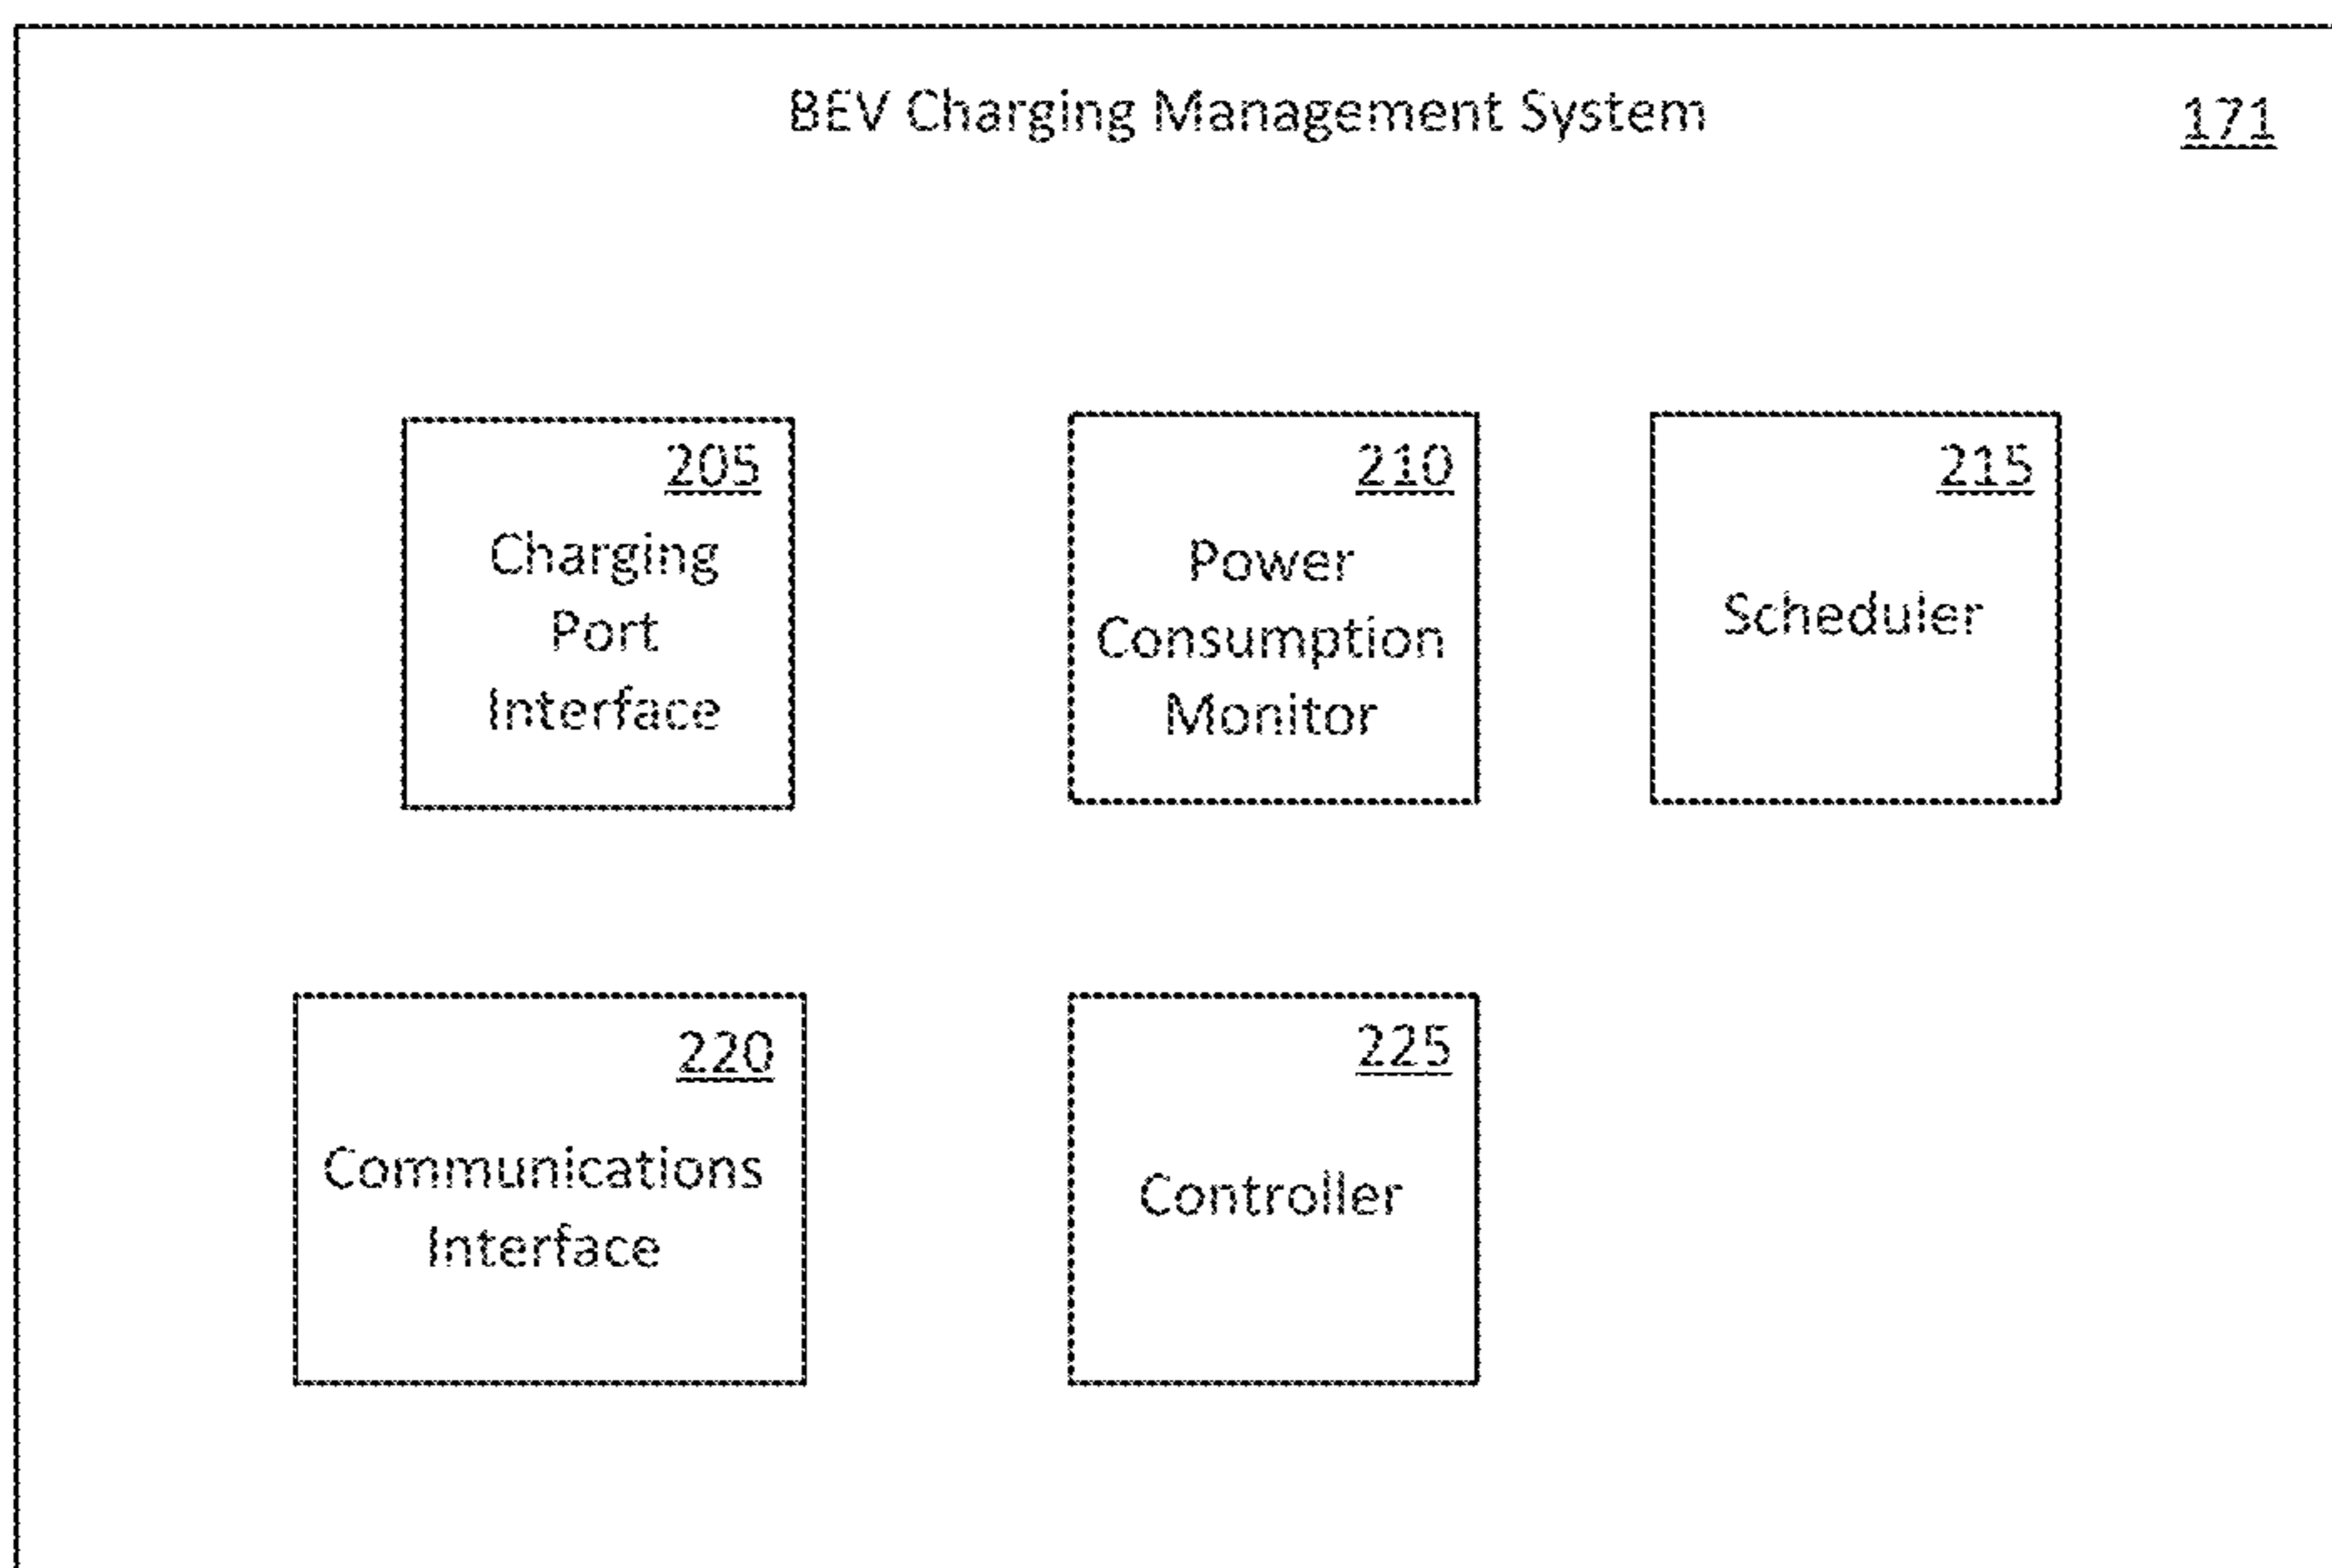 BEV Charging Management System
171
205
Charging
Port
Interface
210
Power
Consumption
Monitor
215
Scheduler
220
Communications
Interface
225
Controller